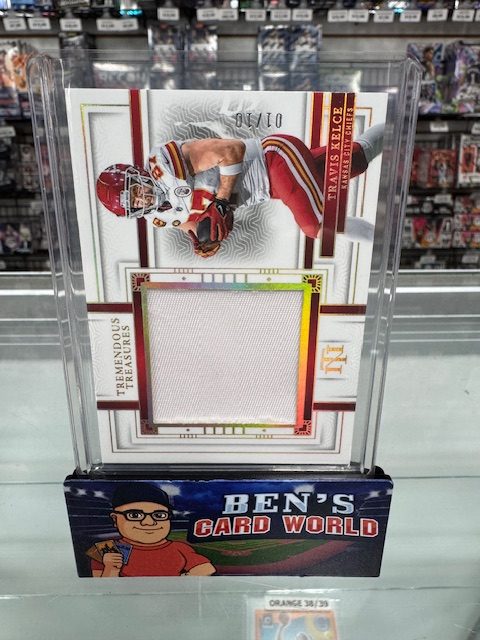 01/10
TRAVIS KELCE
KANSAS CITY CHIEFS
TREMENDOUS
TREASURES
NT
BEN'S
CARD WORLD
ORANGE 38/39